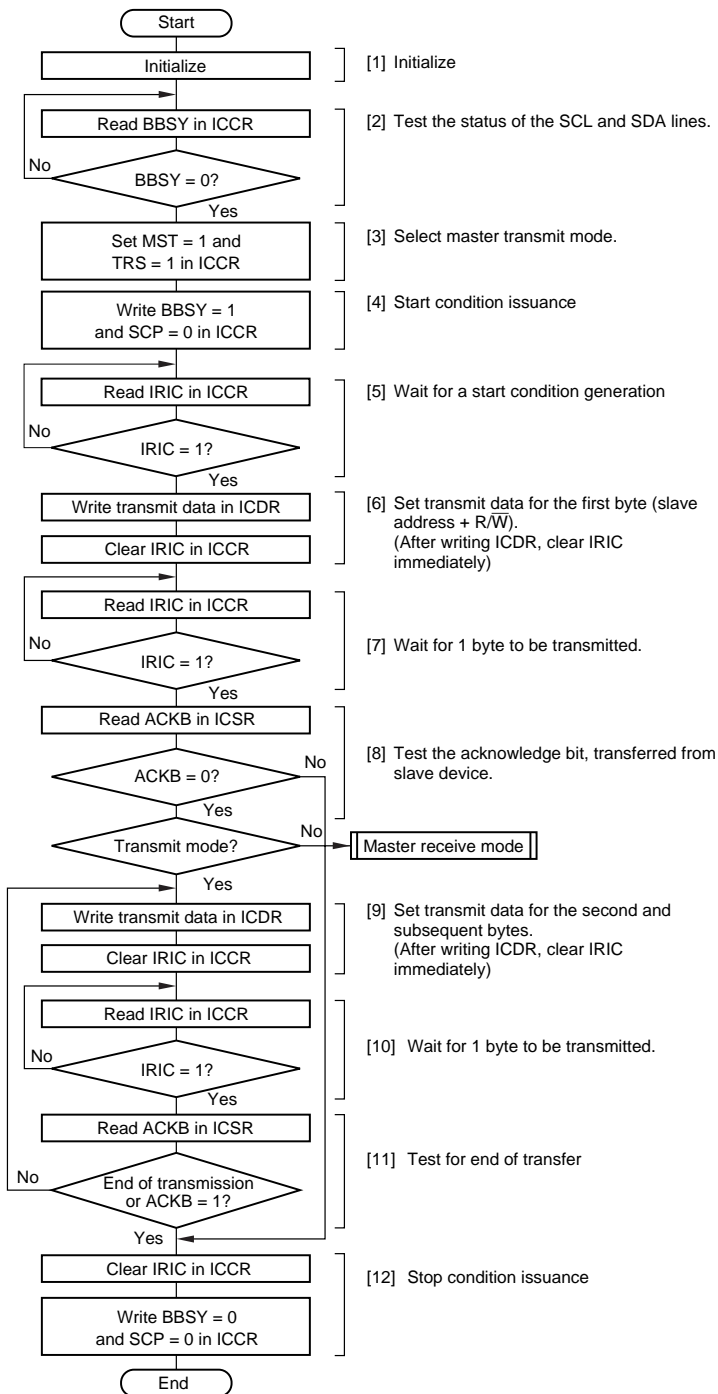 Start
Initialize
[1] Initialize
Read BBSY in ICCR
[2] Test the status of the SCL and SDA lines.
No
BBSY = 0?
Yes
Set MST = 1 and
TRS = 1 in ICCR
[3] Select master transmit mode.
Write BBSY = 1
and SCP = 0 in ICCR
[4] Start condition issuance
Read IRIC in ICCR
[5] Wait for a start condition generation
No
IRIC = 1?
Yes
Write transmit data in ICDR
[6] Set transmit data for the first byte (slave
address + R/W̅).
(After writing ICDR, clear IRIC
immediately)
Clear IRIC in ICCR
Read IRIC in ICCR
No
IRIC = 1?
[7] Wait for 1 byte to be transmitted.
Yes
Read ACKB in ICSR
[8] Test the acknowledge bit, transferred from
slave device.
No
ACKB = 0?
Yes
Transmit mode?
No
Master receive mode
Yes
Write transmit data in ICDR
[9] Set transmit data for the second and
subsequent bytes.
(After writing ICDR, clear IRIC
immediately)
Clear IRIC in ICCR
Read IRIC in ICCR
[10] Wait for 1 byte to be transmitted.
No
IRIC = 1?
Yes
Read ACKB in ICSR
[11] Test for end of transfer
No
End of transmission
or ACKB = 1?
Yes
Clear IRIC in ICCR
[12] Stop condition issuance
Write BBSY = 0
and SCP = 0 in ICCR
End